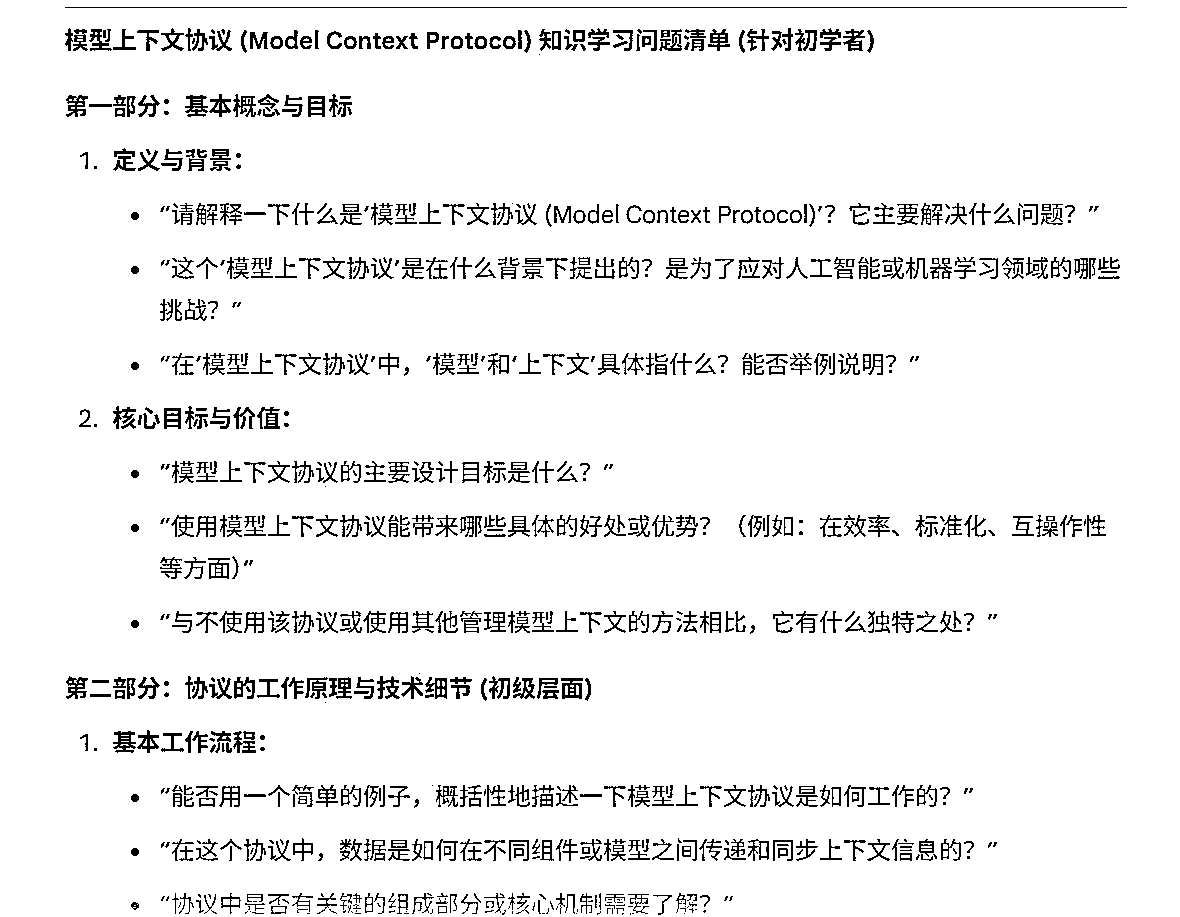 模型上下文协议 (Model Context Protocol) 知识学习问题清单 (针对初学者)
第一部分：基本概念与目标
1. 定义与背景：
• “请解释一下什么是‘模型上下文协议 (Model Context Protocol)’？它主要解决什么问题？”
• “这个‘模型上下文协议’是在什么背景下提出的？是为了应对人工智能或机器学习领域的哪些
挑战？”
• “在‘模型上下文协议’中，‘模型’和‘上下文’具体指什么？能否举例说明？”
2. 核心目标与价值：
• “模型上下文协议的主要设计目标是什么？”
• “使用模型上下文协议能带来哪些具体的好处或优势？（例如：在效率、标准化、互操作性
等方面）”
• “与不使用该协议或使用其他管理模型上下文的方法相比，它有什么独特之处？”
第二部分：协议的工作原理与技术细节 (初级层面)
1. 基本工作流程：
• “能否用一个简单的例子，概括性地描述一下模型上下文协议是如何工作的？”
• “在这个协议中，数据是如何在不同组件或模型之间传递和同步上下文信息的？”
• “协议中是否有关键的组成部分或核心机制需要了解？”